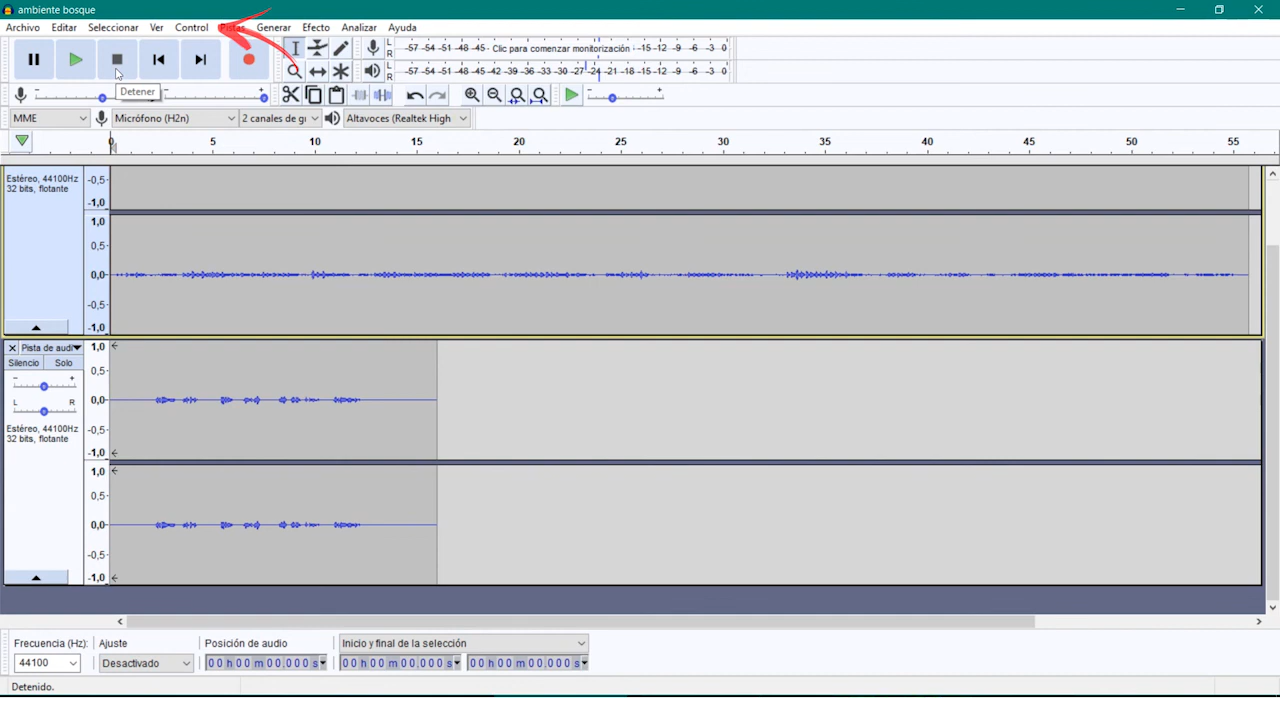 ambiente bosque
Archivo Editar Seleccionar Ver Control Pistas Generar Efecto Analizar Ayuda
L R -57 -54 -51 -48 -45 - Clic para comenzar monitorización -15 -12 -9 -6 -3 0
L R -57 -54 -51 -48 -45 -42 -39 -36 -33 -30 -27 -24 -21 -18 -15 -12 -9 -6 -3 0
Detener
- + - + - +
MME Micrófono (H2n) 2 canales de gr Altavoces (Realtek High
0 5 10 15 20 25 30 35 40 45 50 55
Estéreo, 44100Hz
32 bits, flotante
-0,5-
-1,0
1,0
0,5-
0,0-
-0,5-
-1,0
Pista de audi
Silencio Solo
- +
L R
Estéreo, 44100Hz
32 bits, flotante
1,0
0,5-
0,0-
-0,5-
-1,0
1,0
0,5-
0,0-
-0,5-
-1,0
Frecuencia (Hz): Ajuste Posición de audio Inicio y final de la selección
44100 Desactivado 00 h 00 m 00.000 s 00 h 00 m 00.000 s 00 h 00 m 00.000 s
Detenido.